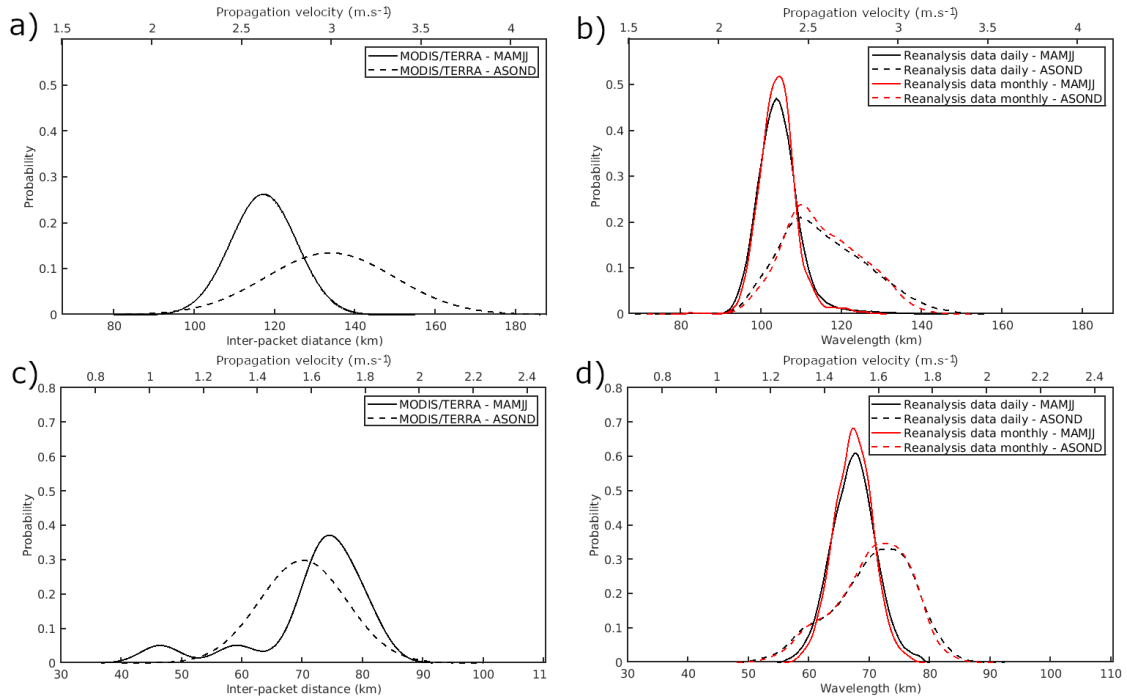 a)
Propagation velocity (m.s-1)
1.5 2 2.5 3 3.5 4
MODIS/TERRA - MAMJJ
MODIS/TERRA - ASOND
Probability
0.5
0.4
0.3
0.2
0.1
0
80 100 120 140 160 180
Inter-packet distance (km)
b)
Propagation velocity (m.s-1)
1.5 2 2.5 3 3.5 4
Reanalysis data daily - MAMJJ
Reanalysis data daily - ASOND
Reanalysis data monthly - MAMJJ
Reanalysis data monthly - ASOND
Probability
0.5
0.4
0.3
0.2
0.1
0
80 100 120 140 160 180
Wavelength (km)
c)
Propagation velocity (m.s-1)
0.8 1 1.2 1.4 1.6 1.8 2 2.2 2.4
MODIS/TERRA - MAMJJ
MODIS/TERRA - ASOND
Probability
0.8
0.7
0.6
0.5
0.4
0.3
0.2
0.1
0
30 40 50 60 70 80 90 100 110
Inter-packet distance (km)
d)
Propagation velocity (m.s-1)
0.8 1 1.2 1.4 1.6 1.8 2 2.2 2.4
Reanalysis data daily - MAMJJ
Reanalysis data daily - ASOND
Reanalysis data monthly - MAMJJ
Reanalysis data monthly - ASOND
Probability
0.8
0.7
0.6
0.5
0.4
0.3
0.2
0.1
0
30 40 50 60 70 80 90 100 110
Wavelength (km)